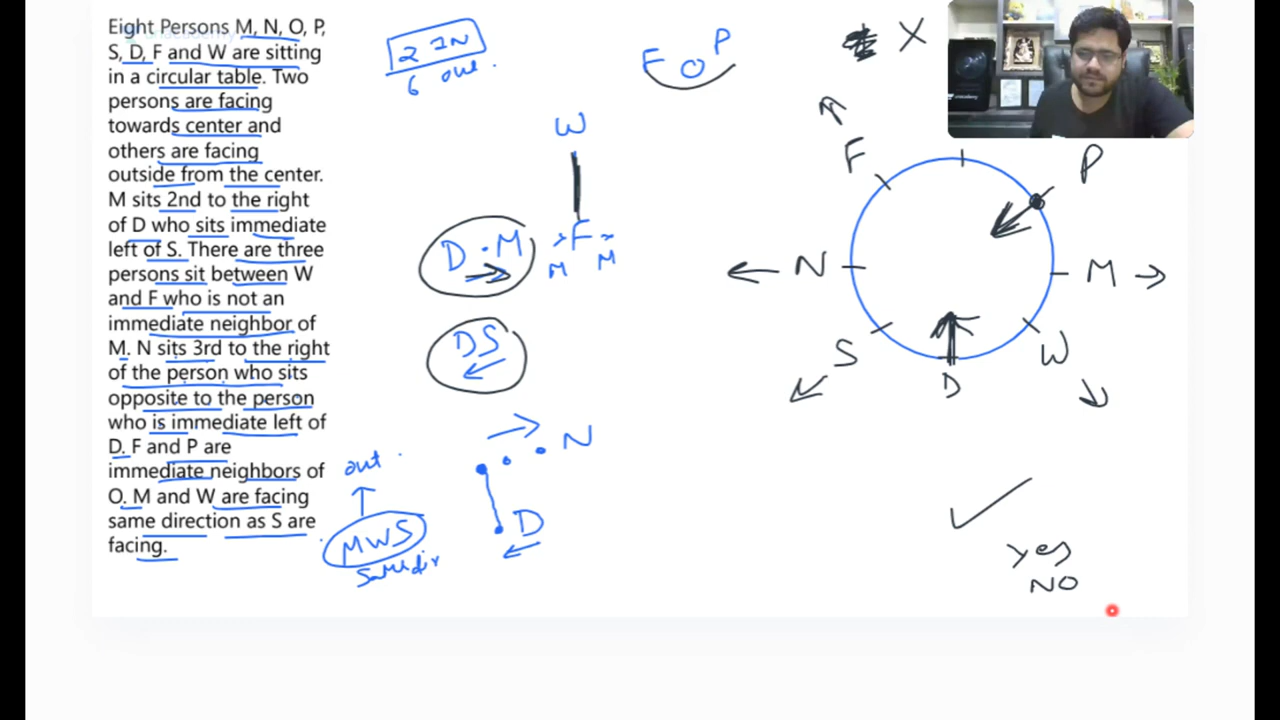 Eight Persons M, N, O, P,
S, D, F and W are sitting
in a circular table. Two
persons are facing
towards center and
others are facing
outside from the center.
M sits 2nd to the right
of D who sits immediate
left of S. There are three
persons sit between W
and F who is not an
immediate neighbor of
M. N sits 3rd to the right
of the person who sits
opposite to the person
who is immediate left of
D. F and P are
immediate neighbors of
O. M and W are facing
same direction as S are
facing.
2 IN
6 out.
F O P
X
W
F
M M
D . M
DS
N
D
out
MWS
Same dir
F
P
N
M
S
D
W
yes
NO